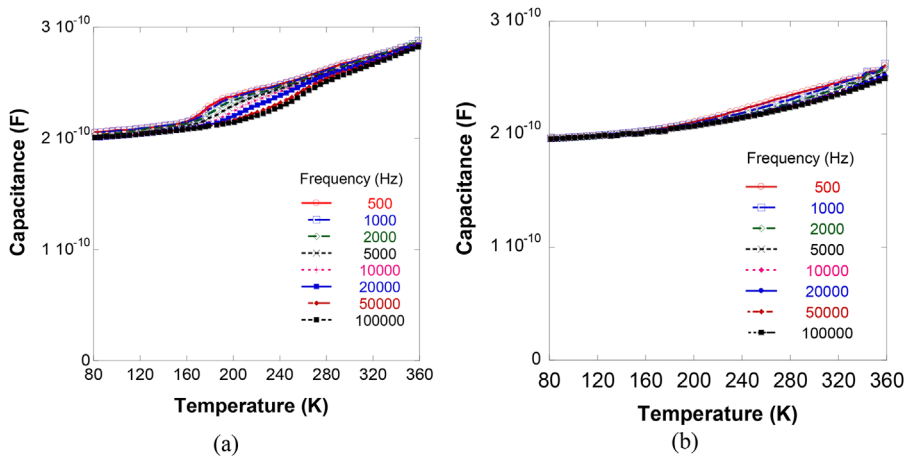 3 10⁻¹⁰
2 10⁻¹⁰
1 10⁻¹⁰
0
Capacitance (F)
Frequency (Hz)
500
1000
2000
5000
10000
20000
50000
100000
80 120 160 200 240 280 320 360
Temperature (K)
(a)
3 10⁻¹⁰
2 10⁻¹⁰
1 10⁻¹⁰
0
Capacitance (F)
Frequency (Hz)
500
1000
2000
5000
10000
20000
50000
100000
80 120 160 200 240 280 320 360
Temperature (K)
(b)